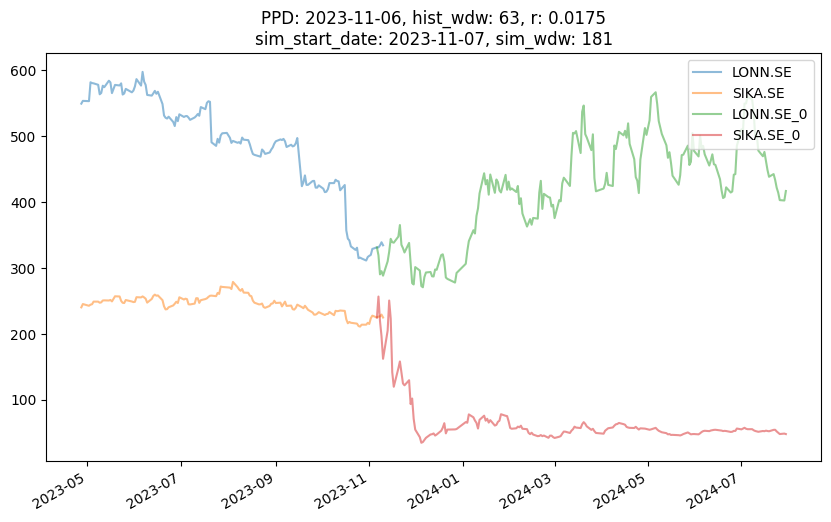 PPD: 2023-11-06, hist_wdw: 63, r: 0.0175
sim_start_date: 2023-11-07, sim_wdw: 181
600
500
400
300
200
100
LONN.SE
SIKA.SE
LONN.SE_0
SIKA.SE_0
2023-05
2023-07
2023-09
2023-11
2024-01
2024-03
2024-05
2024-07